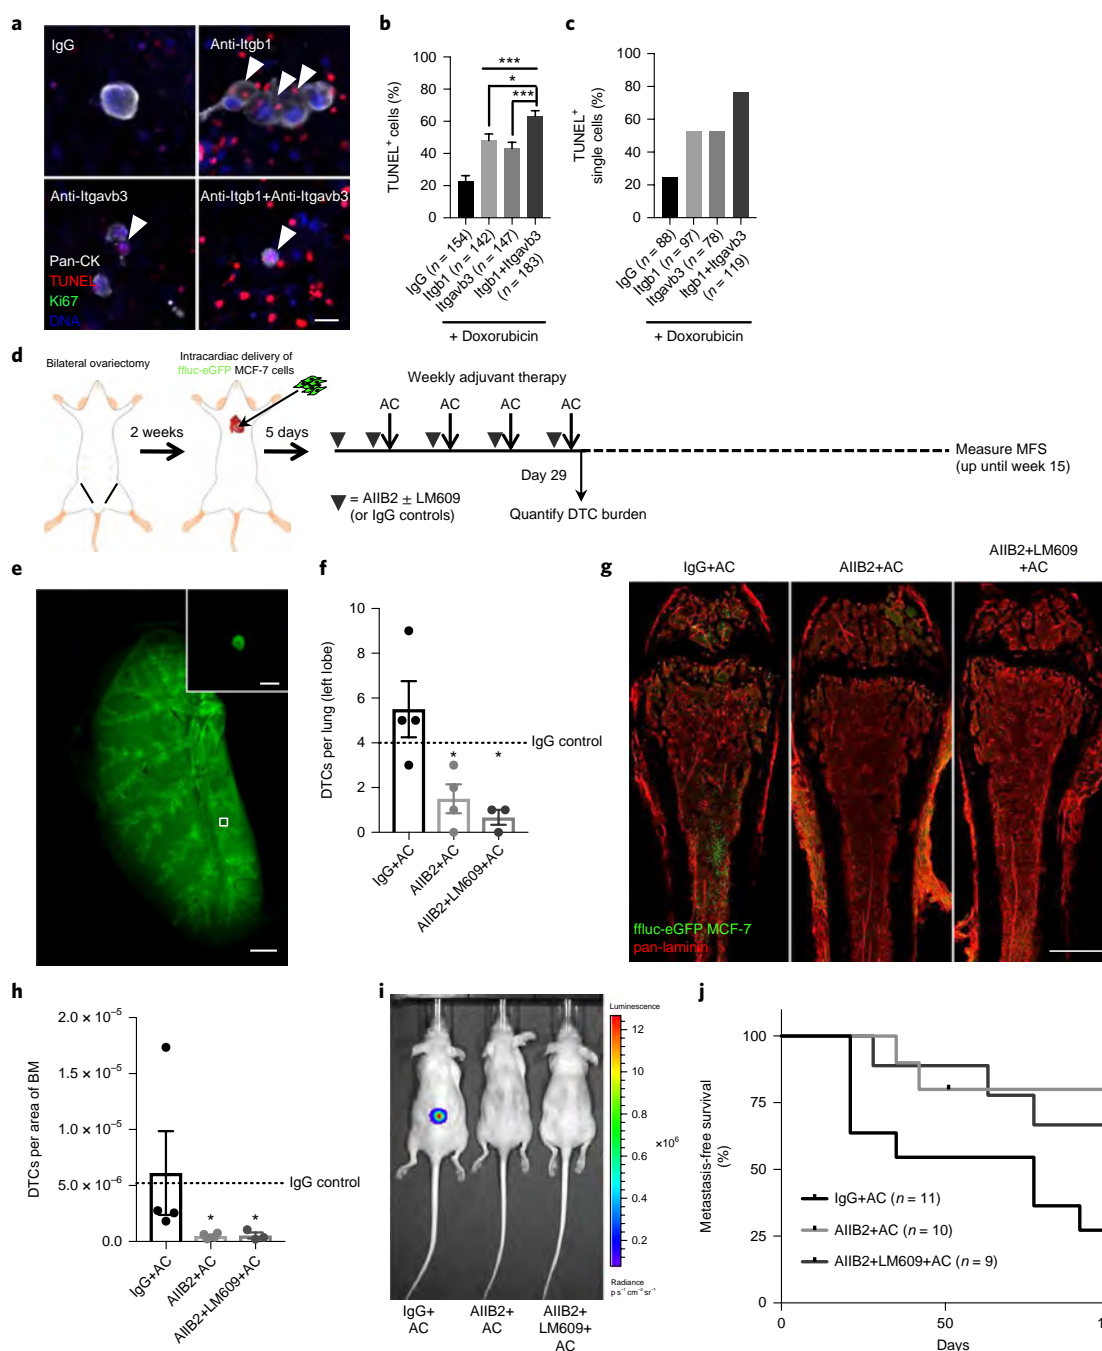 a
IgG
Anti-Itgb1
Anti-Itgavb3
Anti-Itgb1+Anti-Itgavb3
Pan-CK
TUNEL
Ki67
DNA
b
TUNEL⁺ cells (%)
100
80
60
40
20
0
***
*
***
IgG (n = 154)
Itgb1 (n = 142)
Itgavb3 (n = 147)
Itgb1+Itgavb3
(n = 183)
+ Doxorubicin
c
TUNEL⁺
single cells (%)
100
80
60
40
20
0
IgG (n = 88)
Itgb1 (n = 97)
Itgavb3 (n = 78)
Itgb1+Itgavb3
(n = 119)
+ Doxorubicin
d
Bilateral ovariectomy
2 weeks
Intracardiac delivery of
ffluc-eGFP MCF-7 cells
5 days
Weekly adjuvant therapy
AC
AC
AC
AC
Day 29
= AIIB2 ± LM609
(or IgG controls)
Quantify DTC burden
Measure MFS
(up until week 15)
e
f
DTCs per lung (left lobe)
10
8
6
4
2
0
IgG control
*
*
IgG+AC
AIIB2+AC
AIIB2+LM609+AC
g
IgG+AC
AIIB2+AC
AIIB2+LM609
+AC
ffluc-eGFP MCF-7
pan-laminin
h
DTCs per area of BM
2.0 × 10⁻⁵
1.5 × 10⁻⁵
1.0 × 10⁻⁵
5.0 × 10⁻⁶
0.0
IgG control
*
*
IgG+AC
AIIB2+AC
AIIB2+LM609+AC
i
Luminescence
12
10
0.8
0.6
0.4
0.2
×10⁶
Radiance
p s⁻¹ cm⁻² sr⁻¹
IgG+
AC
AIIB2+
AC
AIIB2+
LM609+
AC
j
Metastasis-free survival
(%)
100
75
50
25
0
IgG+AC (n = 11)
AIIB2+AC (n = 10)
AIIB2+LM609+AC (n = 9)
0
50
Days